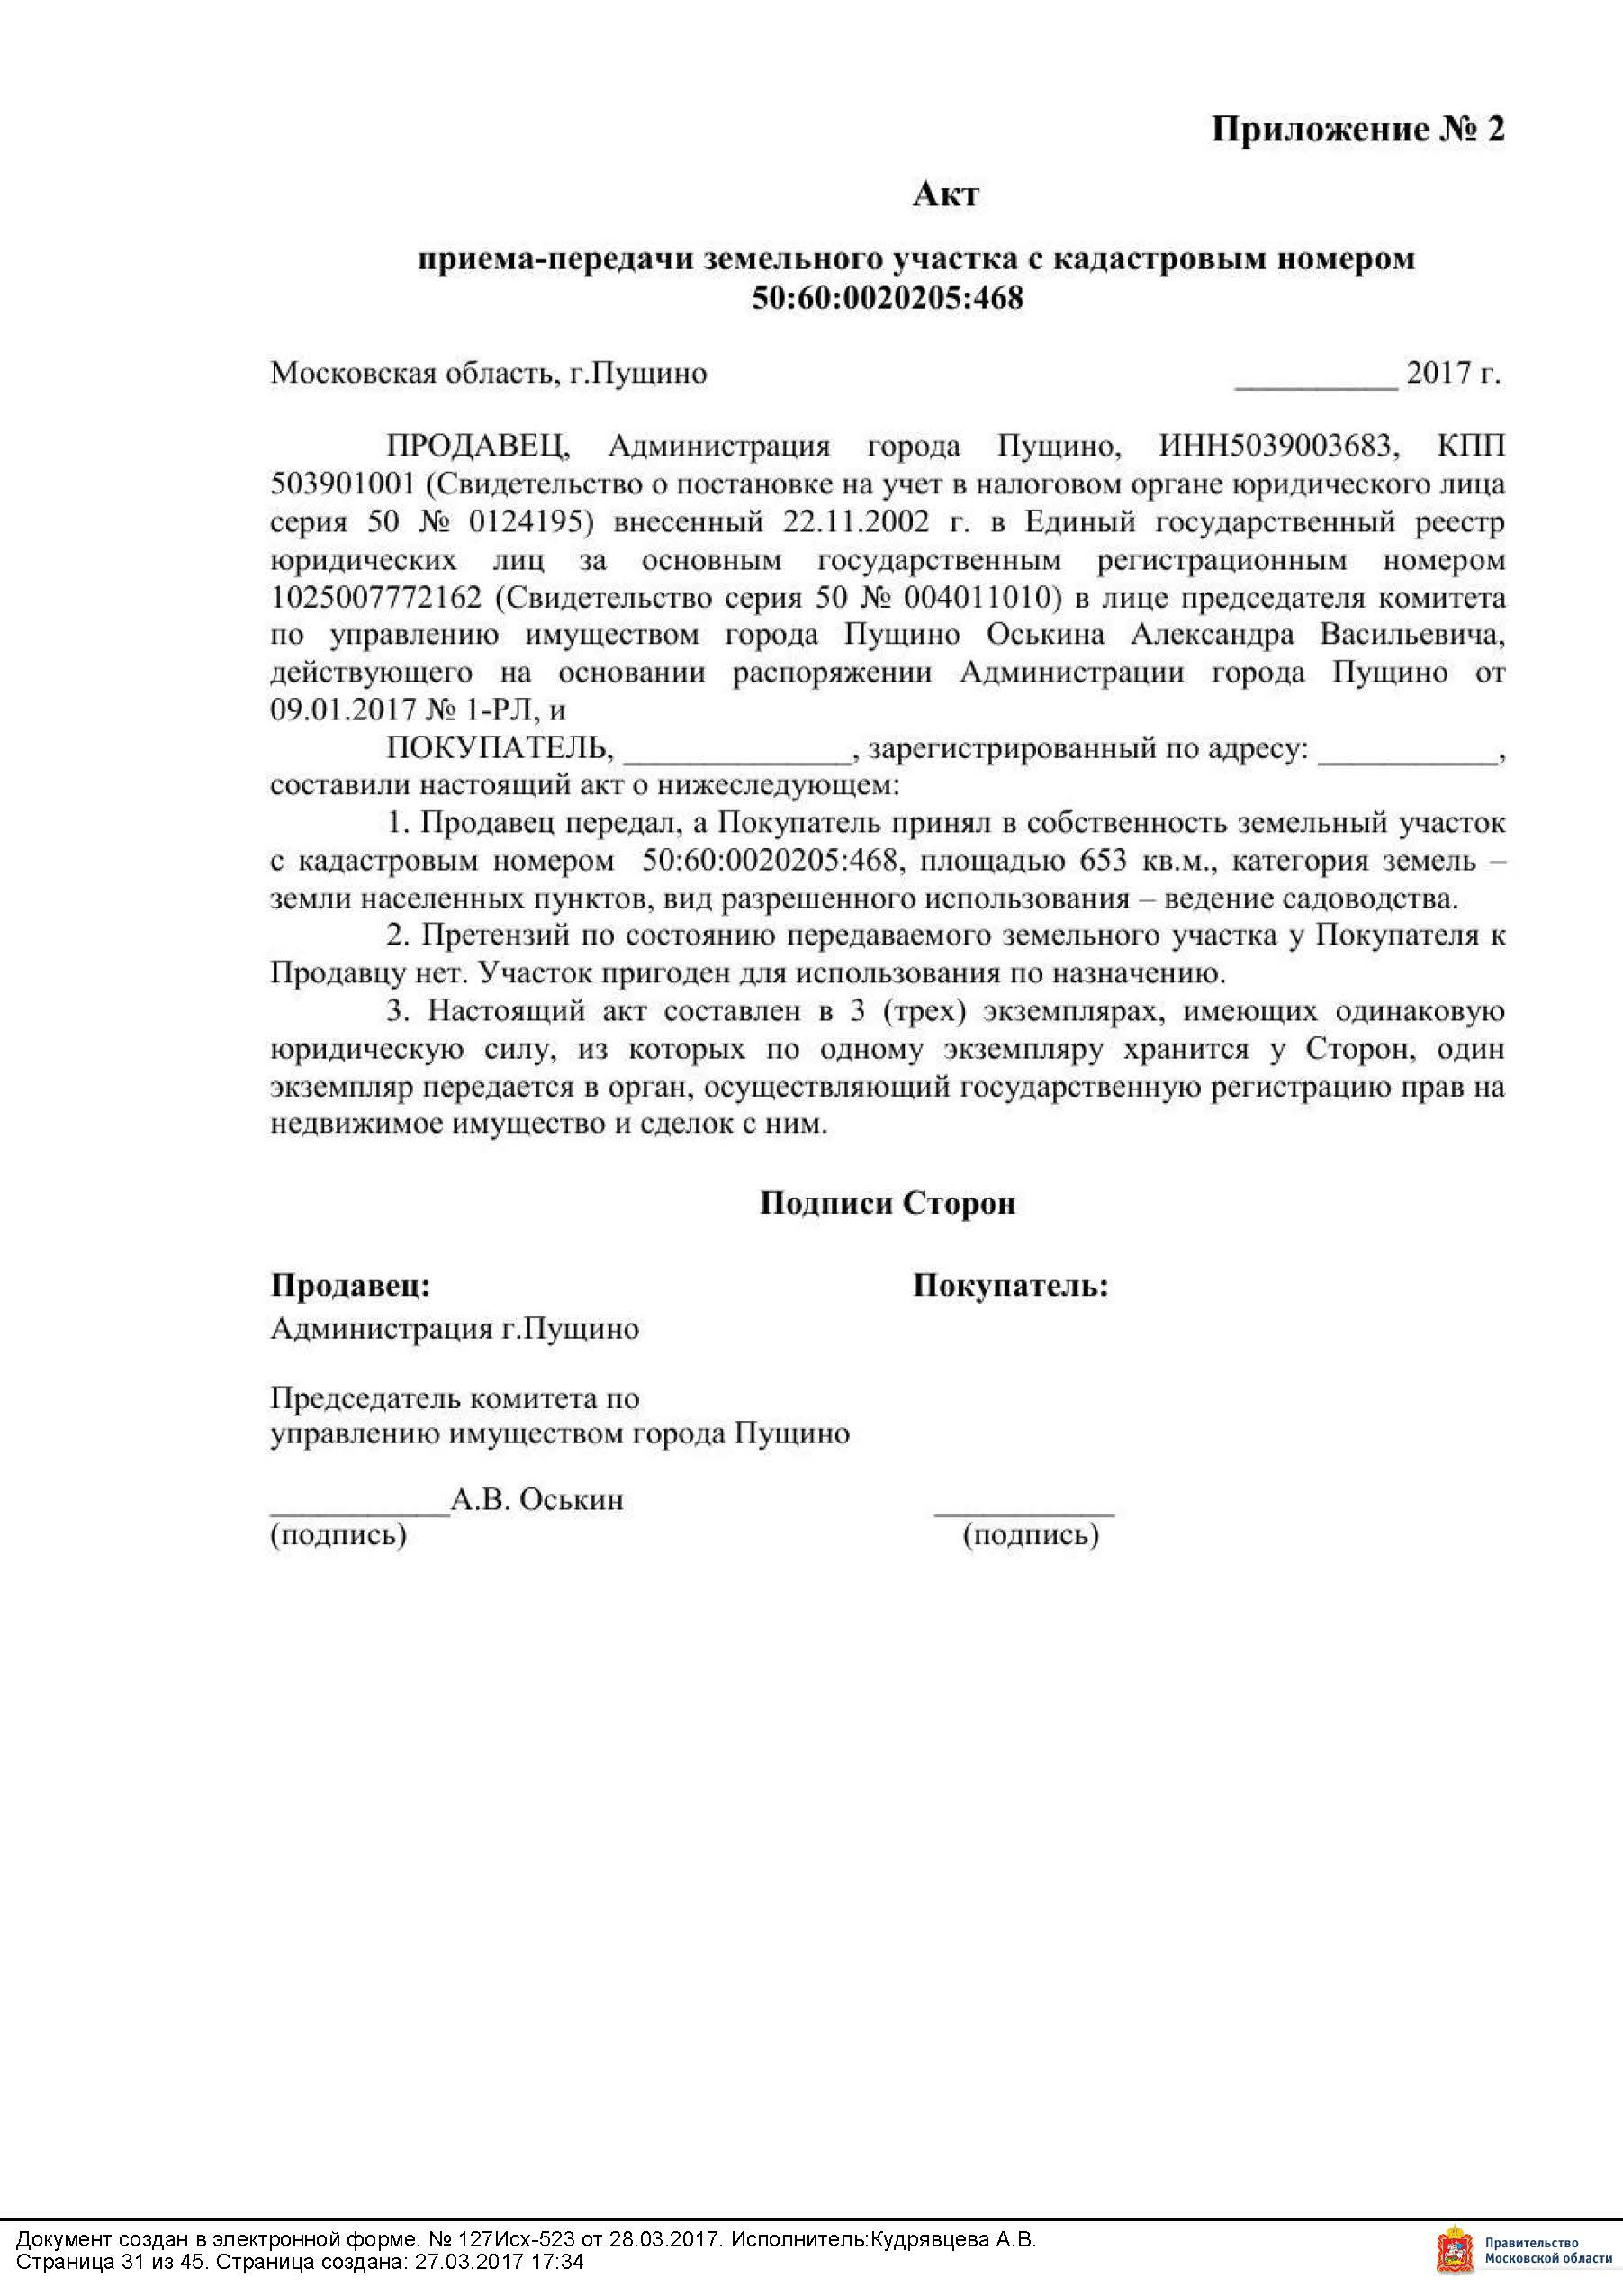 Приложение № 2
Акт
приема-передачи земельного участка с кадастровым номером
50:60:0020205:468
Московская область, г.Пущино __________ 2017 г.
ПРОДАВЕЦ, Администрация города Пущино, ИНН5039003683, КПП
503901001 (Свидетельство о постановке на учет в налоговом органе юридического лица
серия 50 № 0124195) внесенный 22.11.2002 г. в Единый государственный реестр
юридических лиц за основным государственным регистрационным номером
1025007772162 (Свидетельство серия 50 № 004011010) в лице председателя комитета
по управлению имуществом города Пущино Оськина Александра Васильевича,
действующего на основании распоряжении Администрации города Пущино от
09.01.2017 № 1-РЛ, и
ПОКУПАТЕЛЬ, ______________, зарегистрированный по адресу: ___________,
составили настоящий акт о нижеследующем:
1. Продавец передал, а Покупатель принял в собственность земельный участок
с кадастровым номером 50:60:0020205:468, площадью 653 кв.м., категория земель –
земли населенных пунктов, вид разрешенного использования – ведение садоводства.
2. Претензий по состоянию передаваемого земельного участка у Покупателя к
Продавцу нет. Участок пригоден для использования по назначению.
3. Настоящий акт составлен в 3 (трех) экземплярах, имеющих одинаковую
юридическую силу, из которых по одному экземпляру хранится у Сторон, один
экземпляр передается в орган, осуществляющий государственную регистрацию прав на
недвижимое имущество и сделок с ним.
Подписи Сторон
Продавец: Покупатель:
Администрация г.Пущино
Председатель комитета по
управлению имуществом города Пущино
___________А.В. Оськин ___________
(подпись) (подпись)
Документ создан в электронной форме. № 127Исх-523 от 28.03.2017. Исполнитель:Кудрявцева А.В.
Страница 31 из 45. Страница создана: 27.03.2017 17:34
Правительство
Московской области